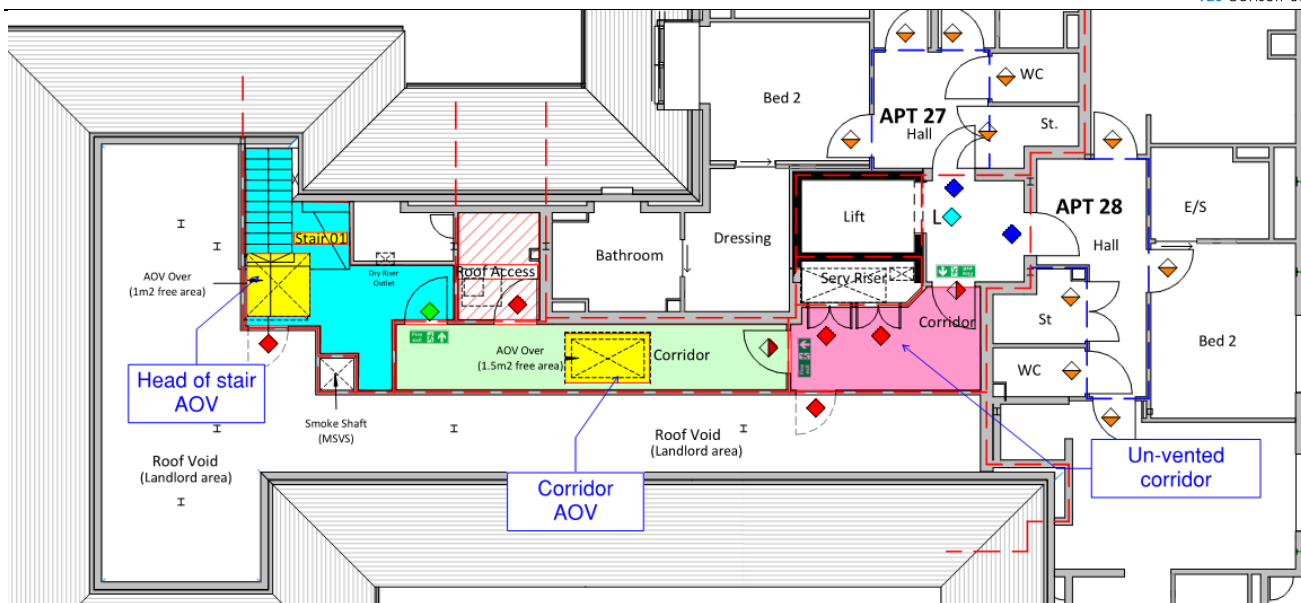 Bed 2
WC
APT 27
Hall
St.
Lift
L
APT 28
E/S
Hall
Stair 01
Dressing
Bathroom
AOV Over
(1m2 free area)
Dry Riser
Outlet
Roof Access
Serv Riser
Corridor
St
Bed 2
AOV Over
(1.5m2 free area)
Corridor
WC
Head of stair
AOV
Smoke Shaft
(MSVS)
Roof Void
(Landlord area)
Roof Void
(Landlord area)
Corridor
AOV
Un-vented
corridor